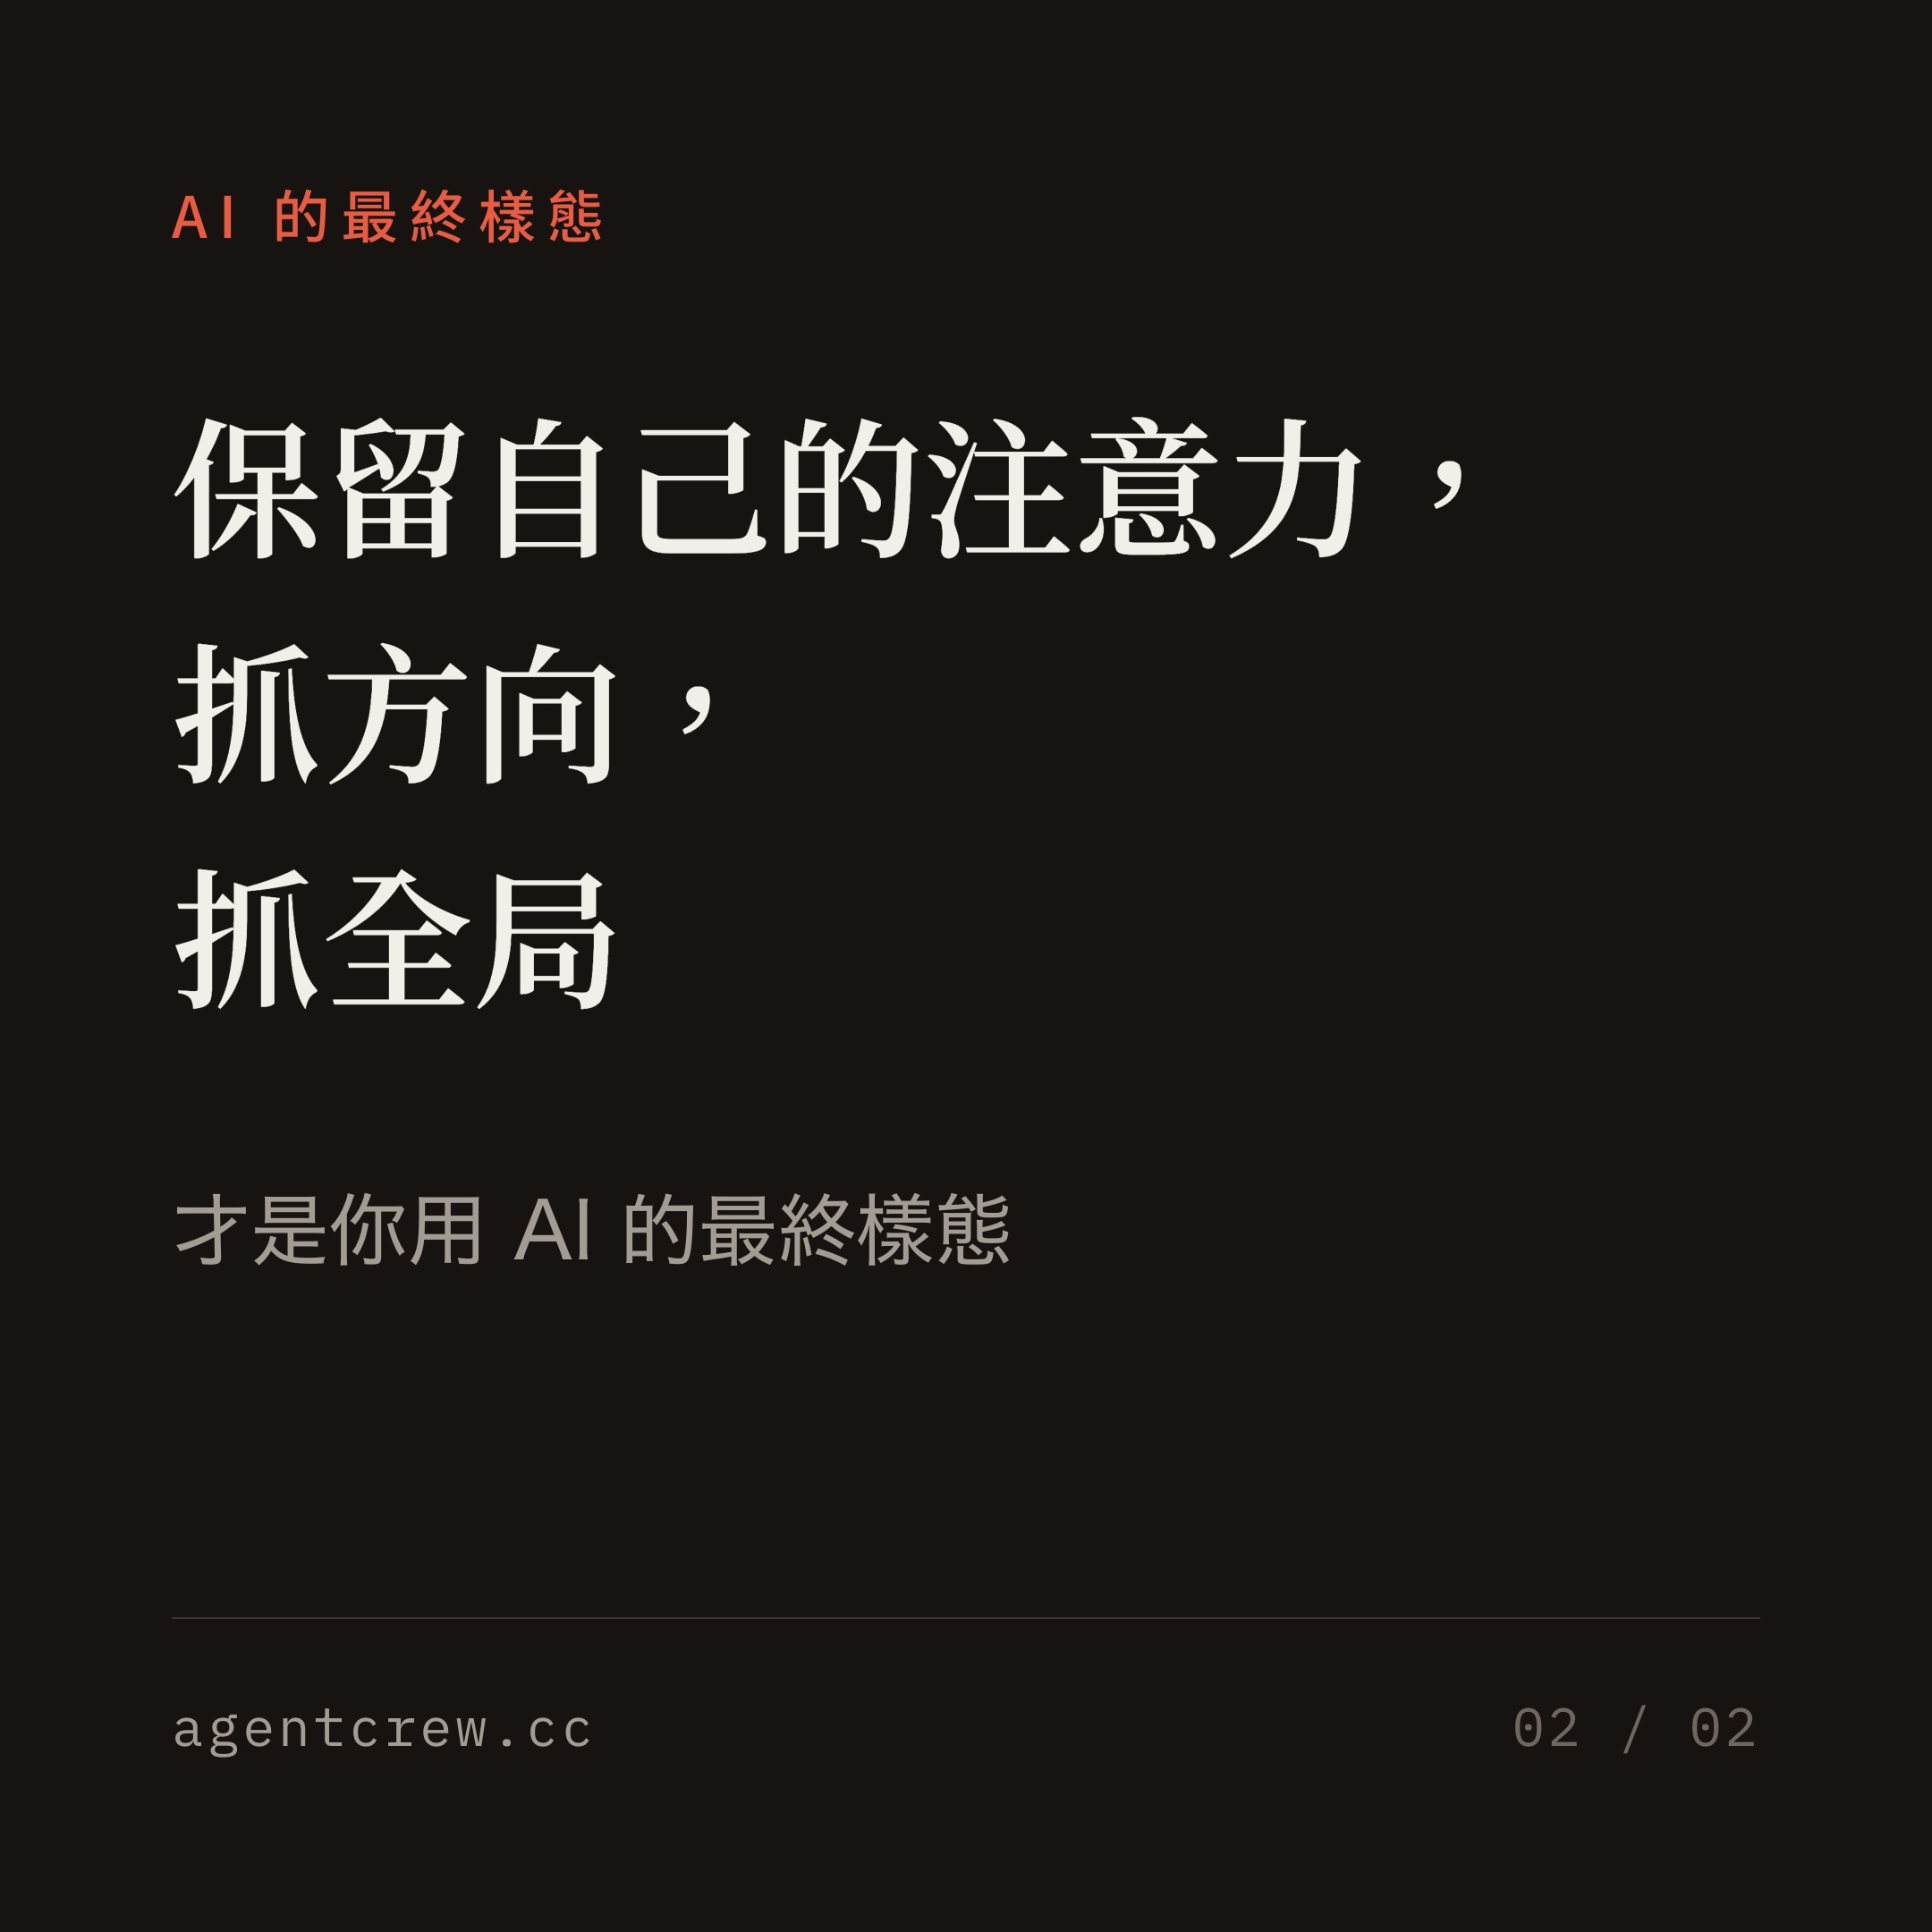 AI 的最終樣態
保留自己的注意力，
抓方向，
抓全局
才是你用 AI 的最終樣態
agentcrew.cc
02 / 02